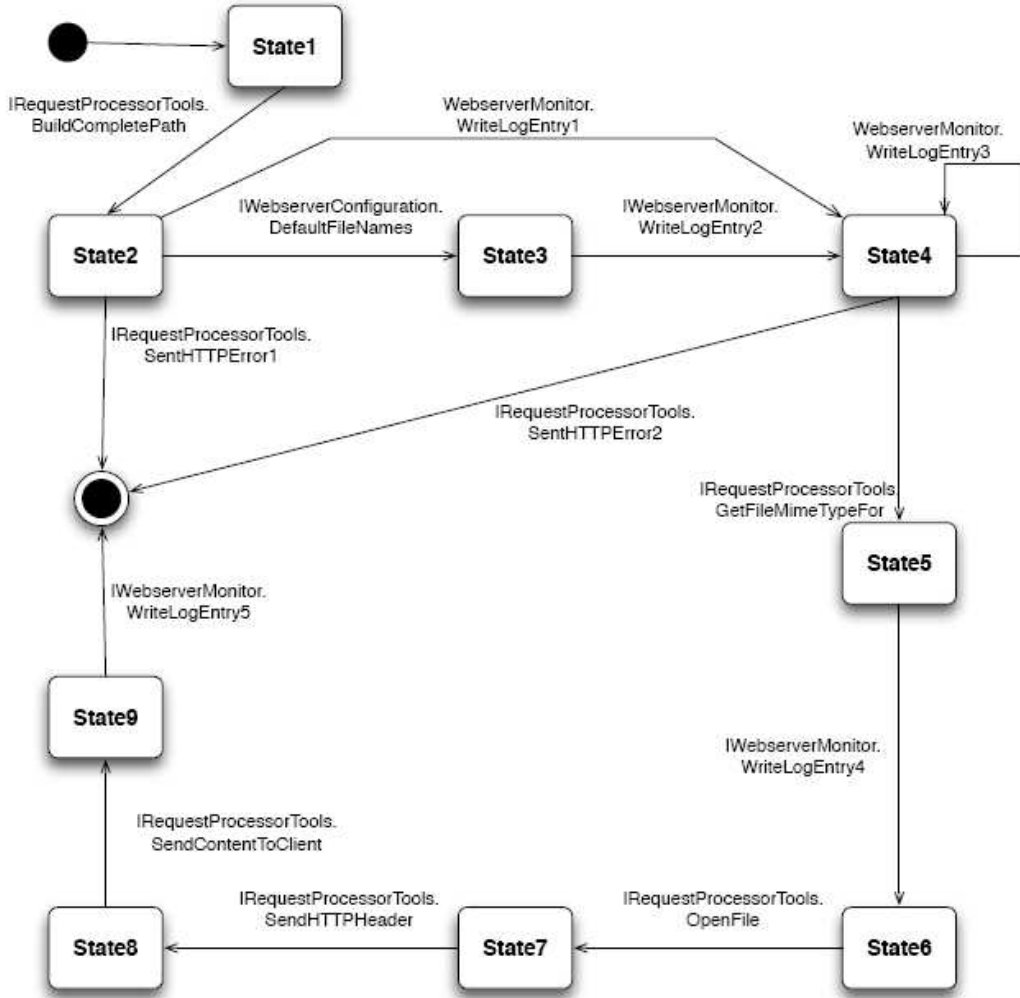 State1
IRequestProcessorTools.
BuildCompletePath
WebserverMonitor.
WriteLogEntry1
WebserverMonitor.
WriteLogEntry3
IWebserverConfiguration.
DefaultFileNames
IWebserverMonitor.
WriteLogEntry2
State2
State3
State4
IRequestProcessorTools.
SentHTTPError1
IRequestProcessorTools.
SentHTTPError2
IRequestProcessorTools.
GetFileMimeTypeFor
State5
IWebserverMonitor.
WriteLogEntry5
State9
IWebserverMonitor.
WriteLogEntry4
IRequestProcessorTools.
SendContentToClient
IRequestProcessorTools.
SendHTTPHeader
IRequestProcessorTools.
OpenFile
State8
State7
State6